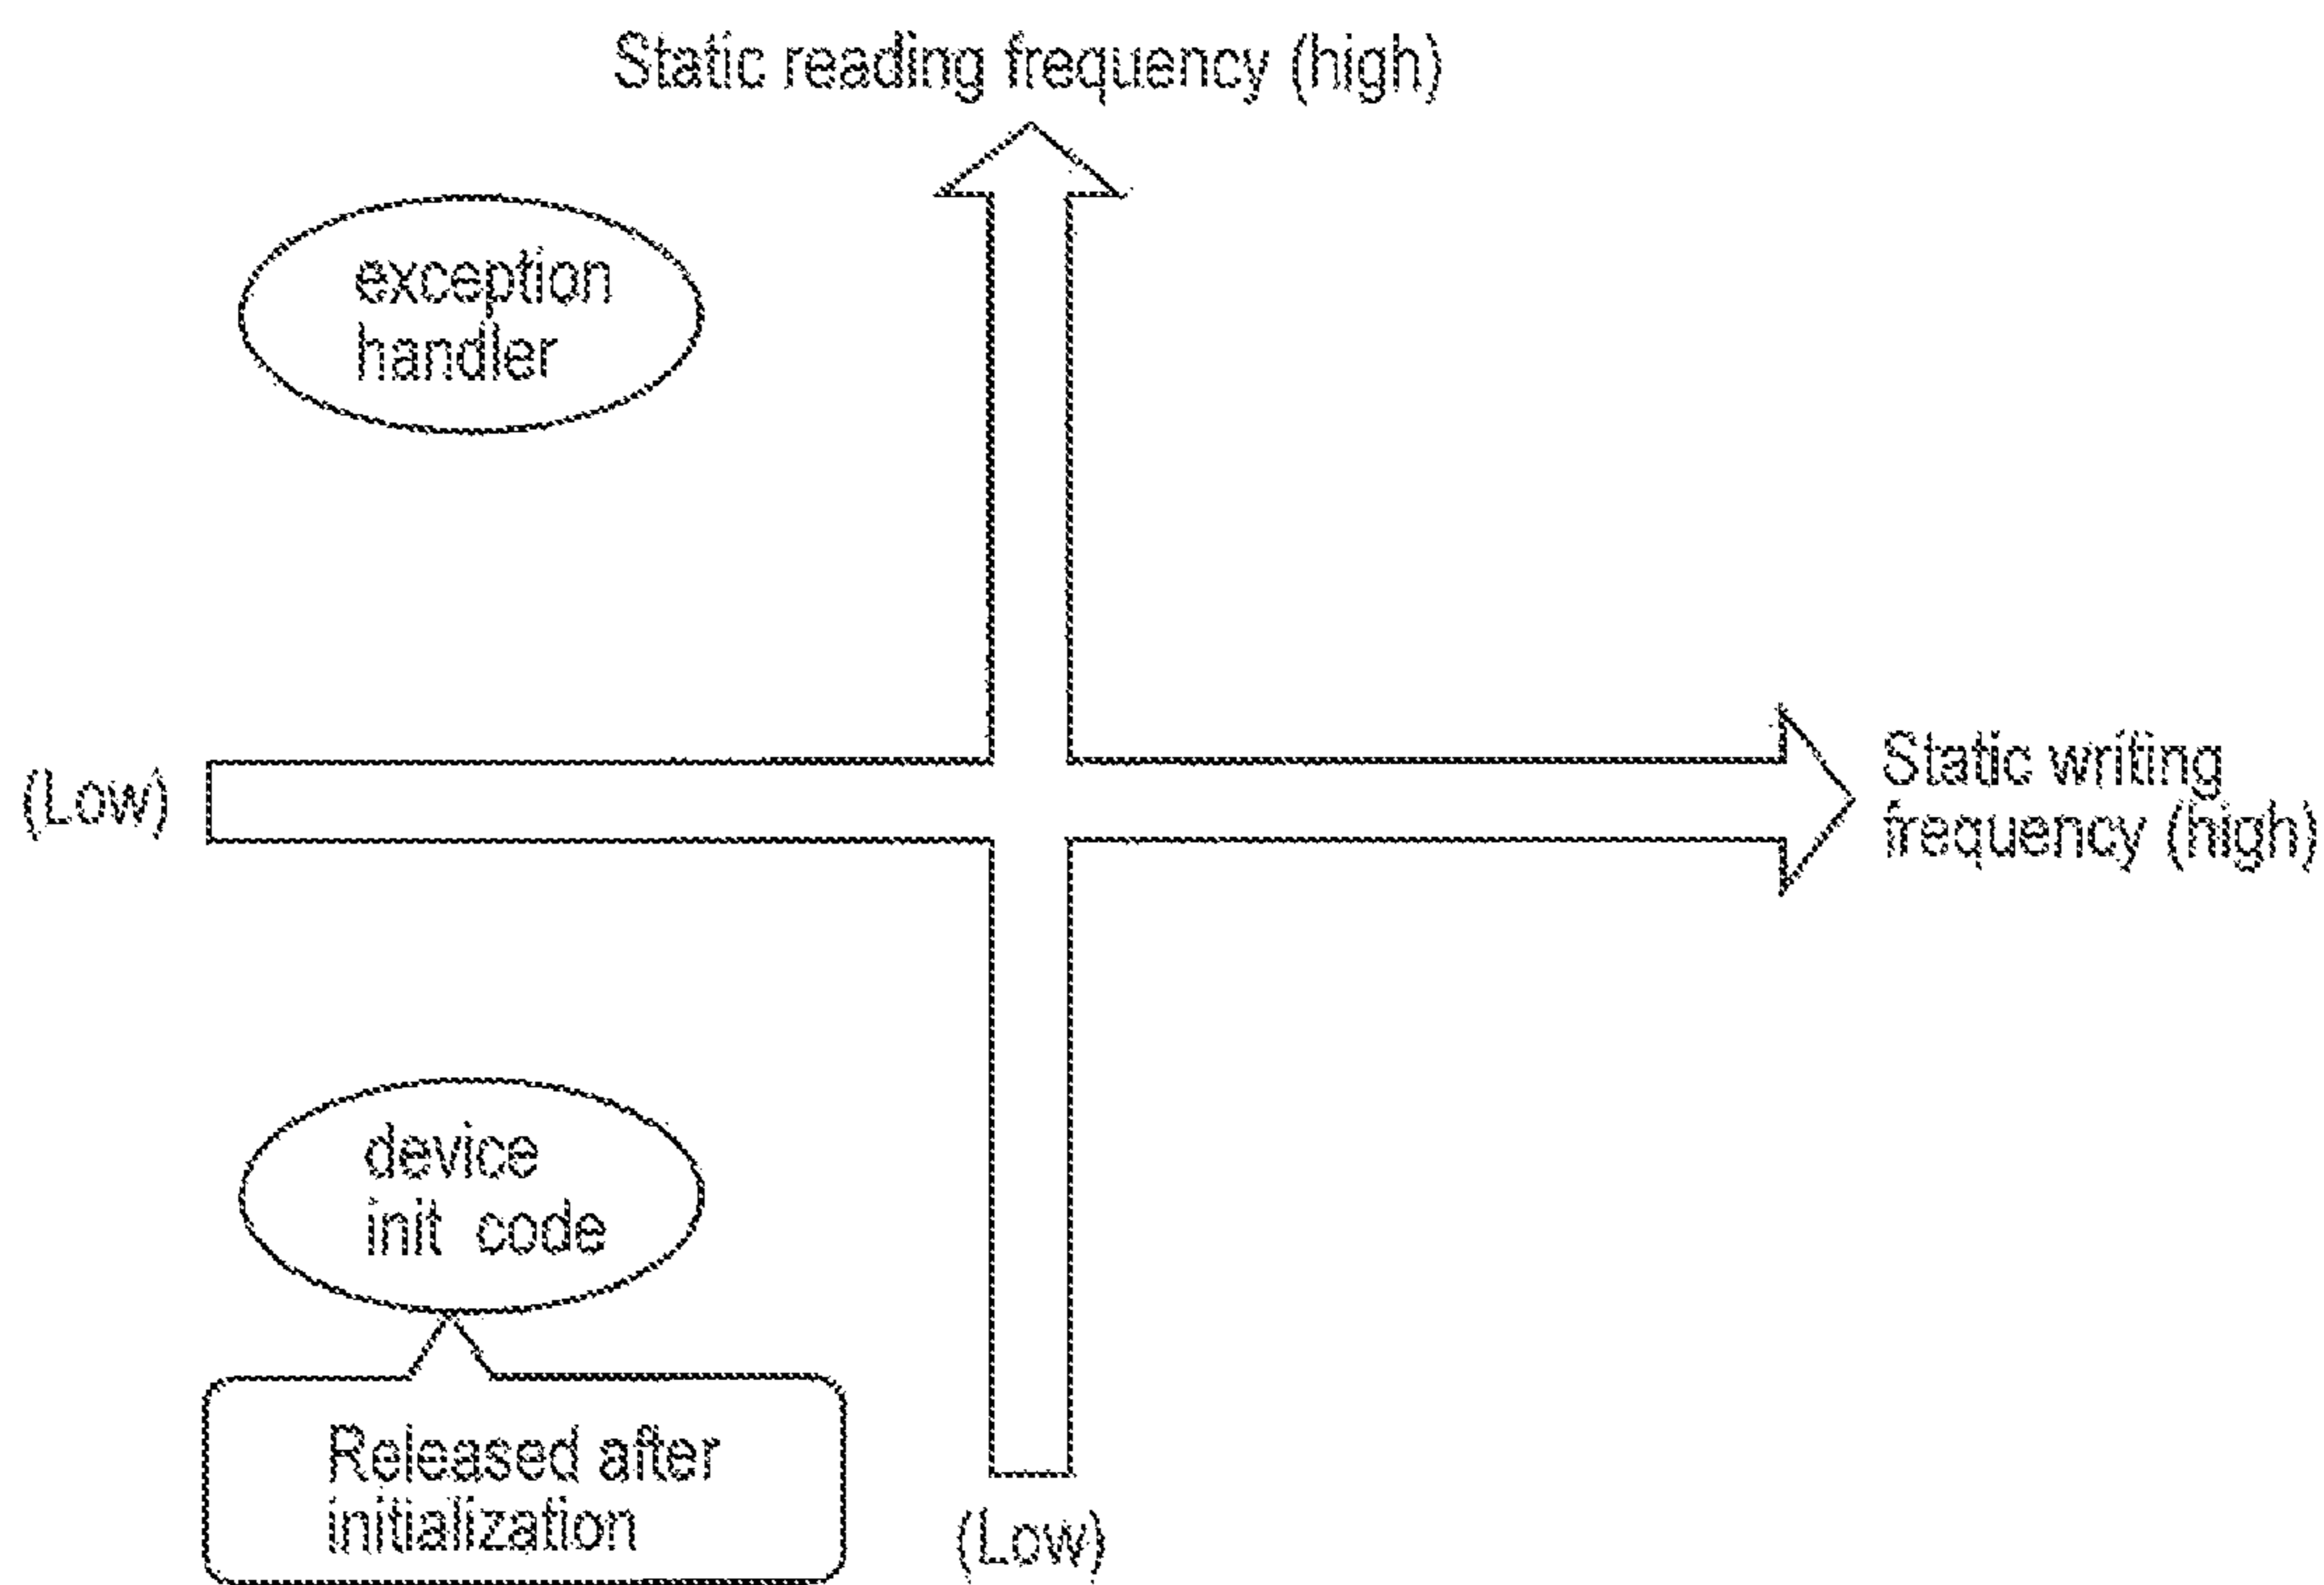 Static reading frequency (high)
exception
handler
(Low)
Static writing
frequency (high)
device
init code
Released after
initialization
(Low)